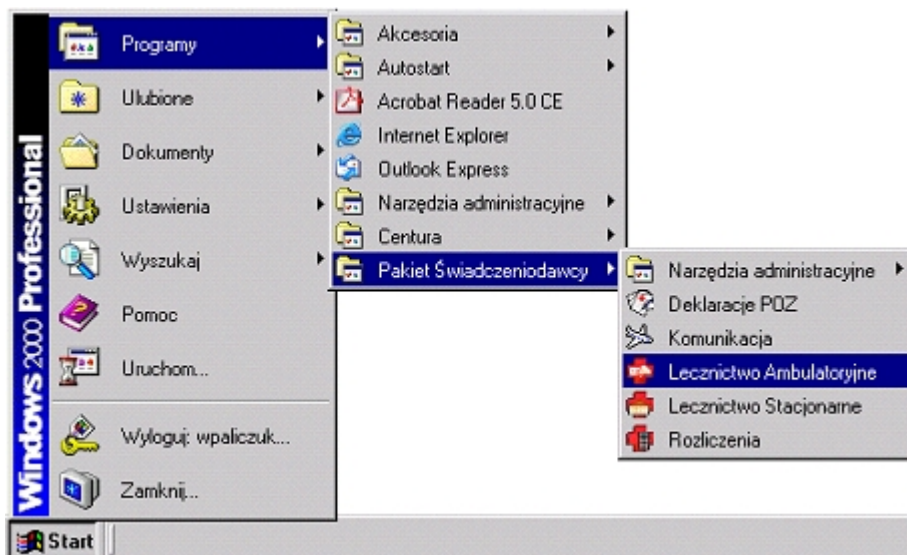 Windows 2000 Professional
Programy
Ulubione
Dokumenty
Ustawienia
Wyszukaj
Pomoc
Uruchom...
Wyloguj: wpaliczuk...
Zamknij...
Start
Akcesoria
Autostart
Acrobat Reader 5.0 CE
Internet Explorer
Outlook Express
Narzędzia administracyjne
Centura
Pakiet Świadczeniodawcy
Narzędzia administracyjne
Deklaracje POZ
Komunikacja
Lecznictwo Ambulatoryjne
Lecznictwo Stacjonarne
Rozliczenia